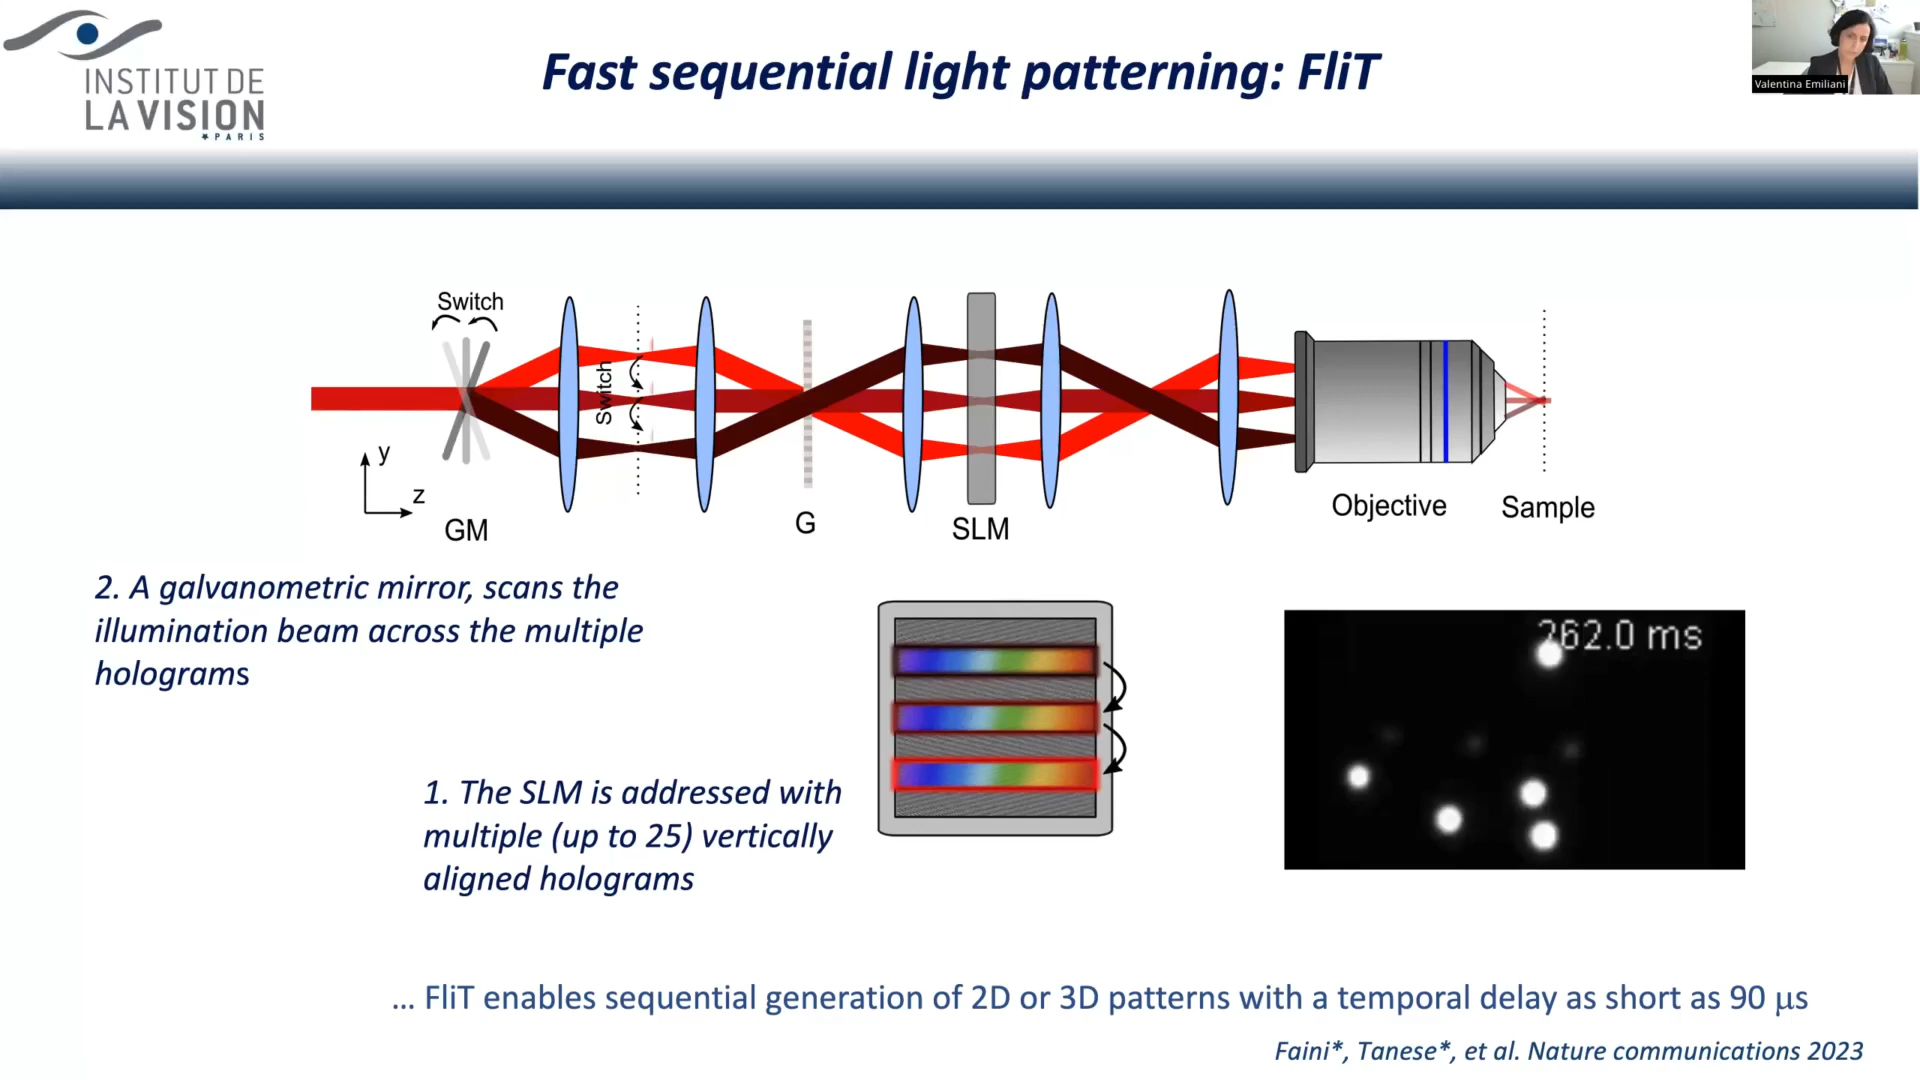 INSTITUT DE
LA VISION
PARIS
Fast sequential light patterning: FliT
Valentina Emiliani
Switch
Switch
y
z
GM
G
SLM
Objective
Sample
2. A galvanometric mirror, scans the
illumination beam across the multiple
holograms
1. The SLM is addressed with
multiple (up to 25) vertically
aligned holograms
262.0 ms
... FliT enables sequential generation of 2D or 3D patterns with a temporal delay as short as 90 μs
Faini*, Tanese*, et al. Nature communications 2023